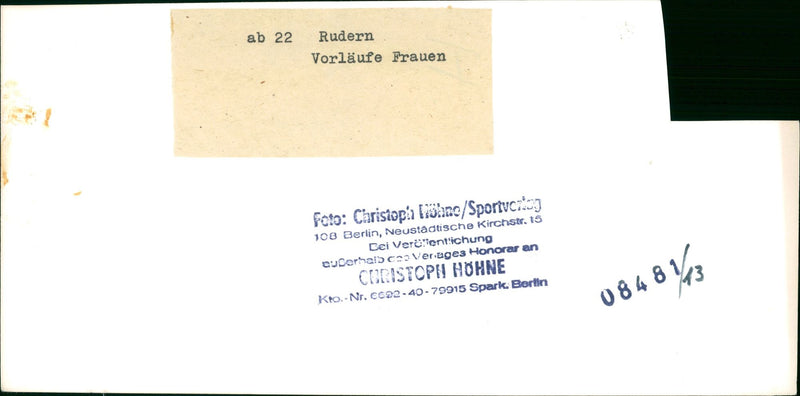 ab 22 Rudern
Vorläufe Frauen
Foto: Christoph Höhne/Sportverlag
108 Berlin, Neustädtische Kirchstr. 15
Bei Veröffentlichung
außerhalb des Verlages Honorar an
CHRISTOPH HÖHNE
Kto.-Nr. 6692-40-79915 Spark. Berlin
08481/13